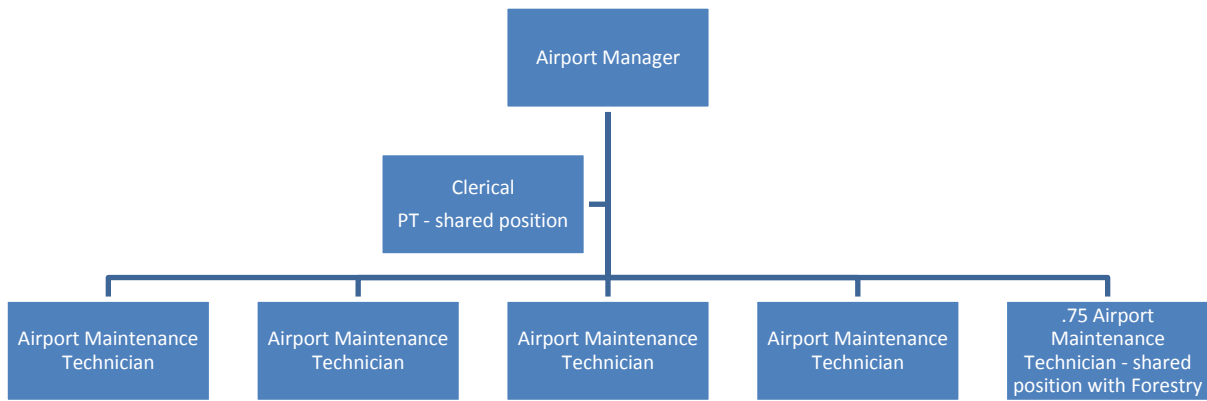 Airport Manager
Clerical
PT - shared position
Airport Maintenance
Technician
Airport Maintenance
Technician
Airport Maintenance
Technician
Airport Maintenance
Technician
.75 Airport
Maintenance
Technician - shared
position with Forestry